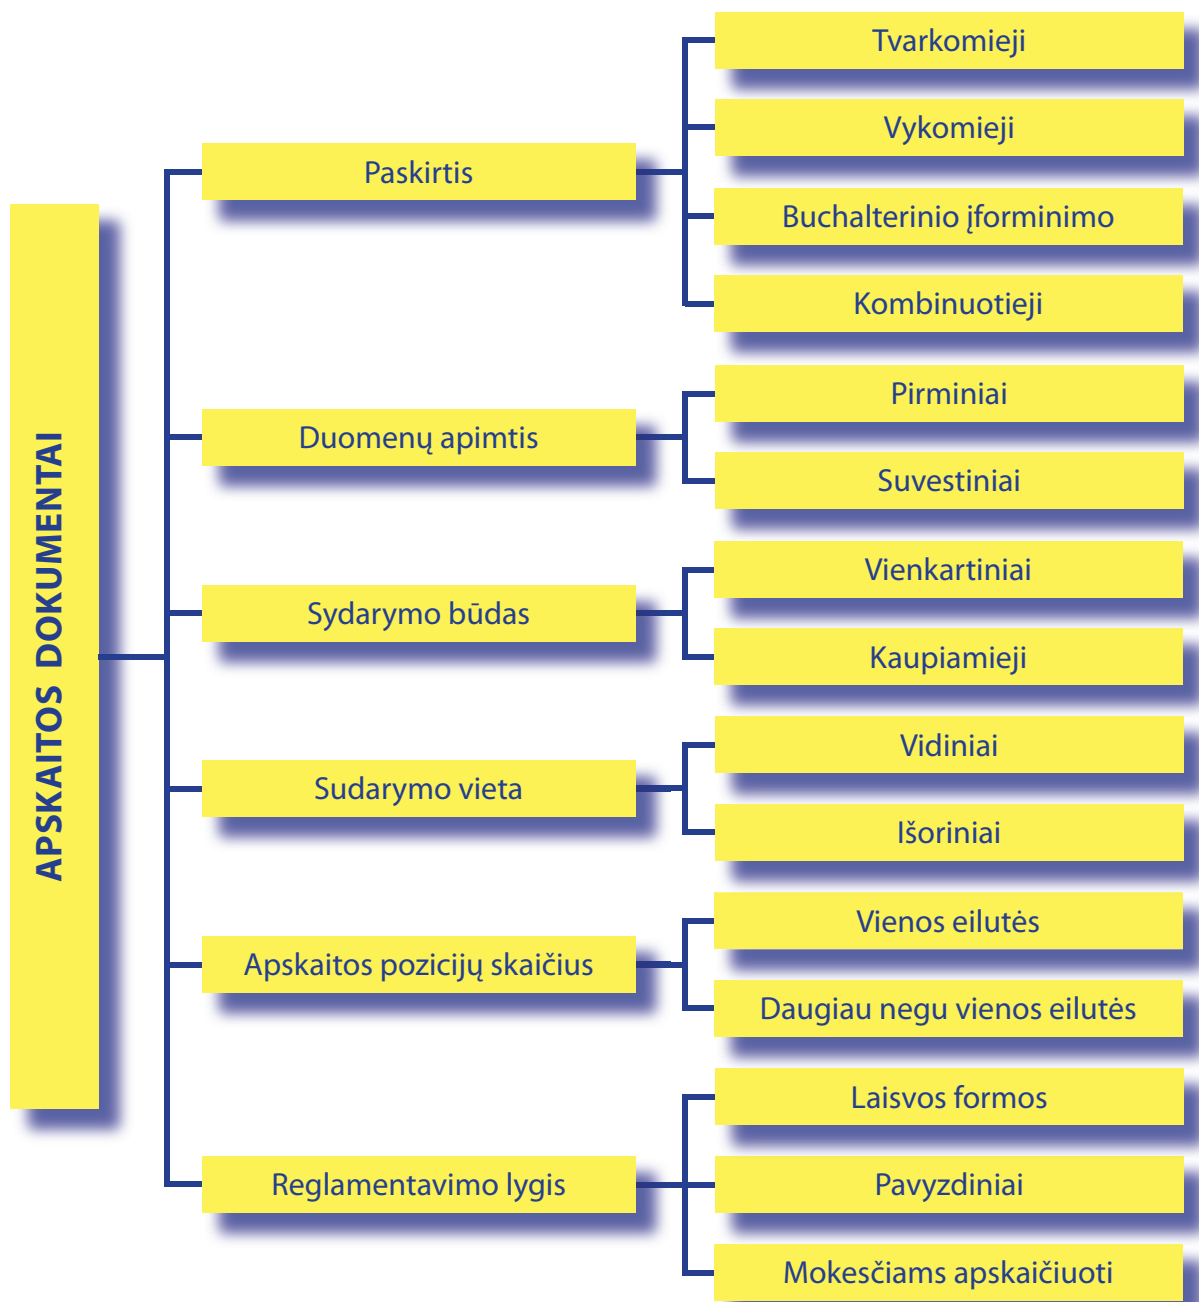 APSKAITOS DOKUMENTAI
Paskirtis
Tvarkomieji
Vykomieji
Buchalterinio įforminimo
Kombinuotieji
Duomenų apimtis
Pirminiai
Suvestiniai
Sydarymo būdas
Vienkartiniai
Kaupiamieji
Sudarymo vieta
Vidiniai
Išoriniai
Apskaitos pozicijų skaičius
Vienos eilutės
Daugiau negu vienos eilutės
Reglamentavimo lygis
Laisvos formos
Pavyzdiniai
Mokesčiams apskaičiuoti